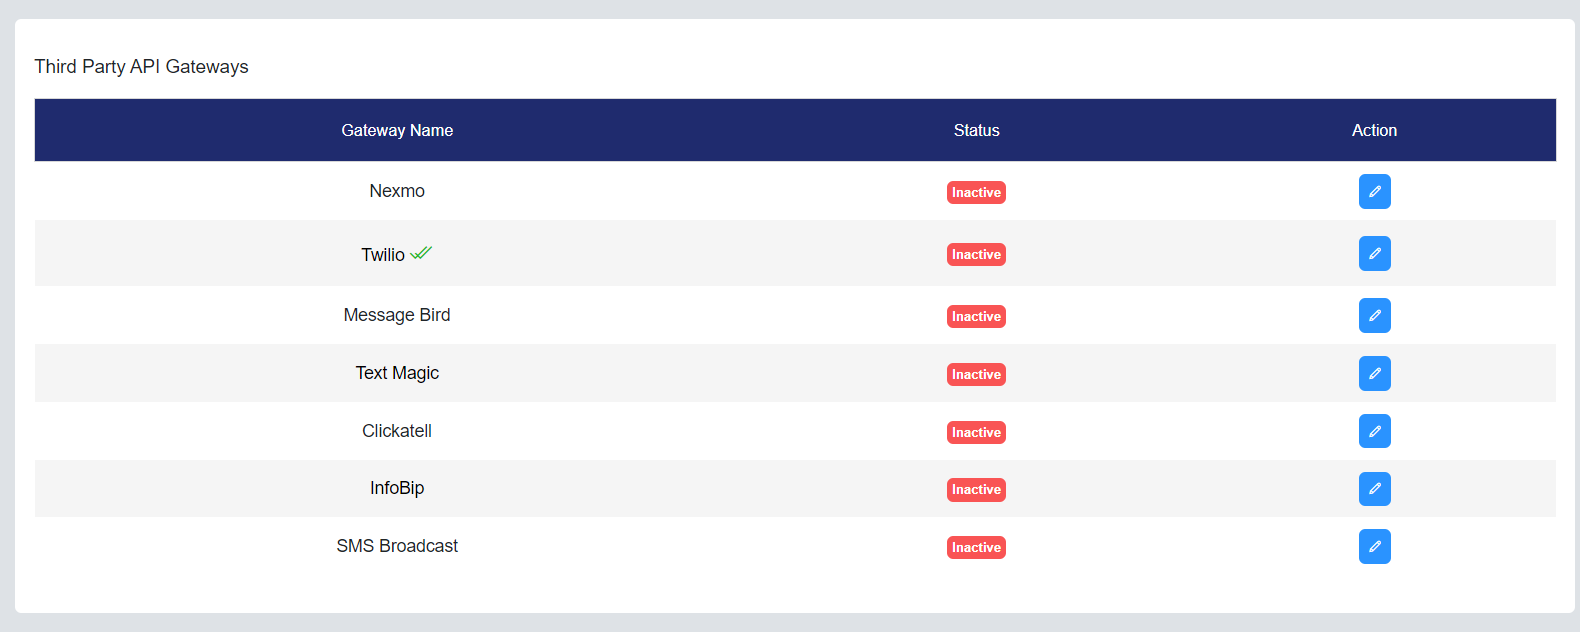 Third Party API Gateways
Gateway Name Status Action
Nexmo Inactive
Twilio Inactive
Message Bird Inactive
Text Magic Inactive
Clickatell Inactive
InfoBip Inactive
SMS Broadcast Inactive